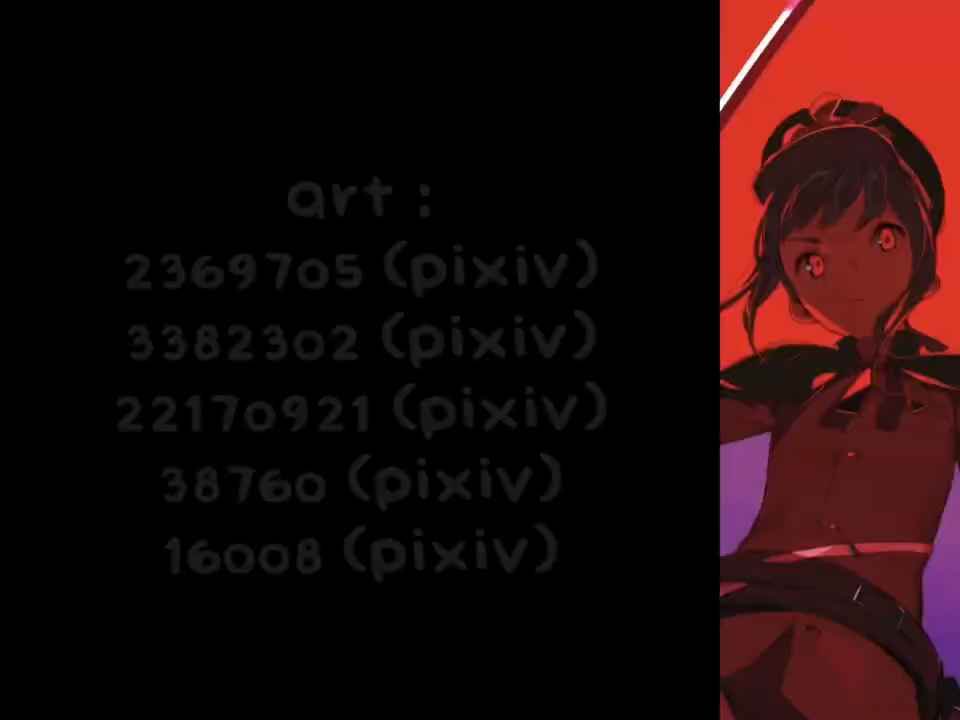 art :
2369705 (pixiv)
3382302 (pixiv)
22170921 (pixiv)
38760 (pixiv)
16008 (pixiv)